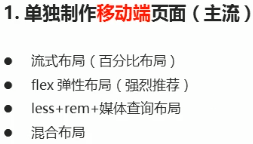 1. 单独制作移动端页面（主流）
● 流式布局（百分比布局）
● flex 弹性布局（强烈推荐）
● less+rem+媒体查询布局
● 混合布局